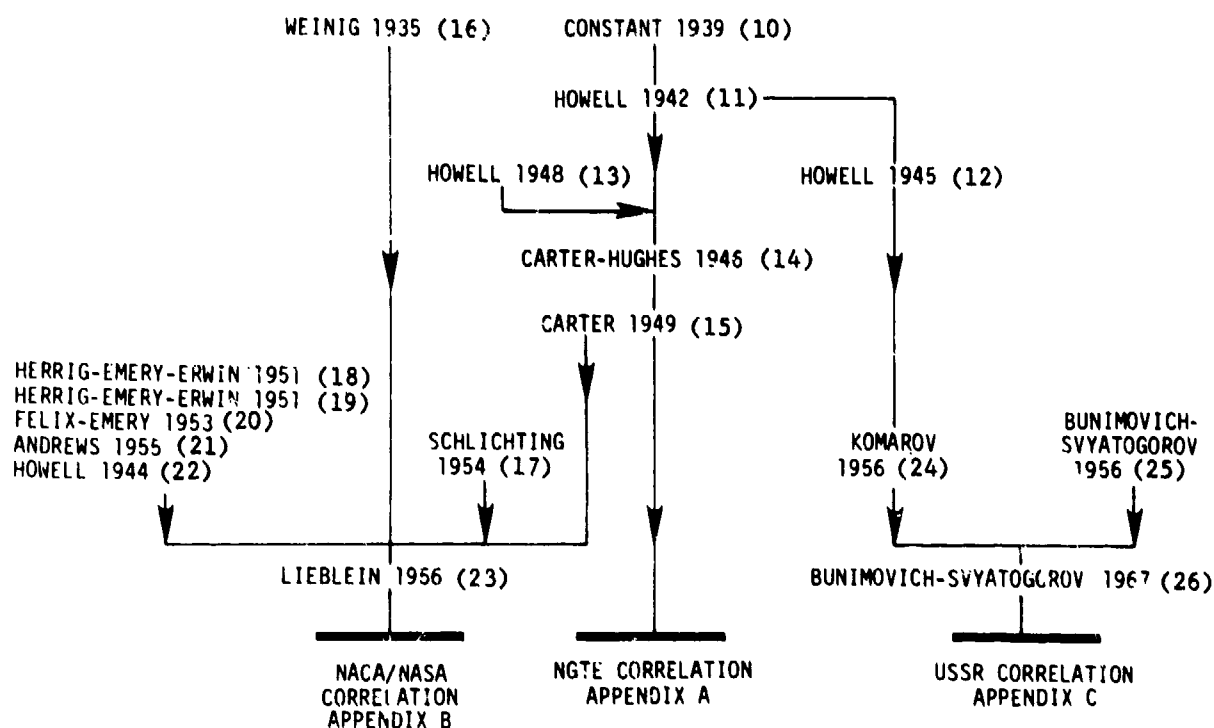 WEINIG 1935 (16)
CONSTANT 1939 (10)
HOWELL 1942 (11)
HOWELL 1948 (13)
HOWELL 1945 (12)
CARTER-HUGHES 1946 (14)
CARTER 1949 (15)
HERRIG-EMERY-ERWIN 1951 (18)
HERRIG-EMERY-ERWIN 1951 (19)
FELIX-EMERY 1953 (20)
ANDREWS 1955 (21)
HOWELL 1944 (22)
SCHLICHTING
1954 (17)
KOMAROV
1956 (24)
BUNIMOVICH-
SVYATOGOROV
1956 (25)
LIEBLEIN 1956 (23)
BUNIMOVICH-SVYATOGOROV 1967 (26)
NACA/NASA
CORRELATION
APPENDIX B
NGTE CORRELATION
APPENDIX A
USSR CORRELATION
APPENDIX C